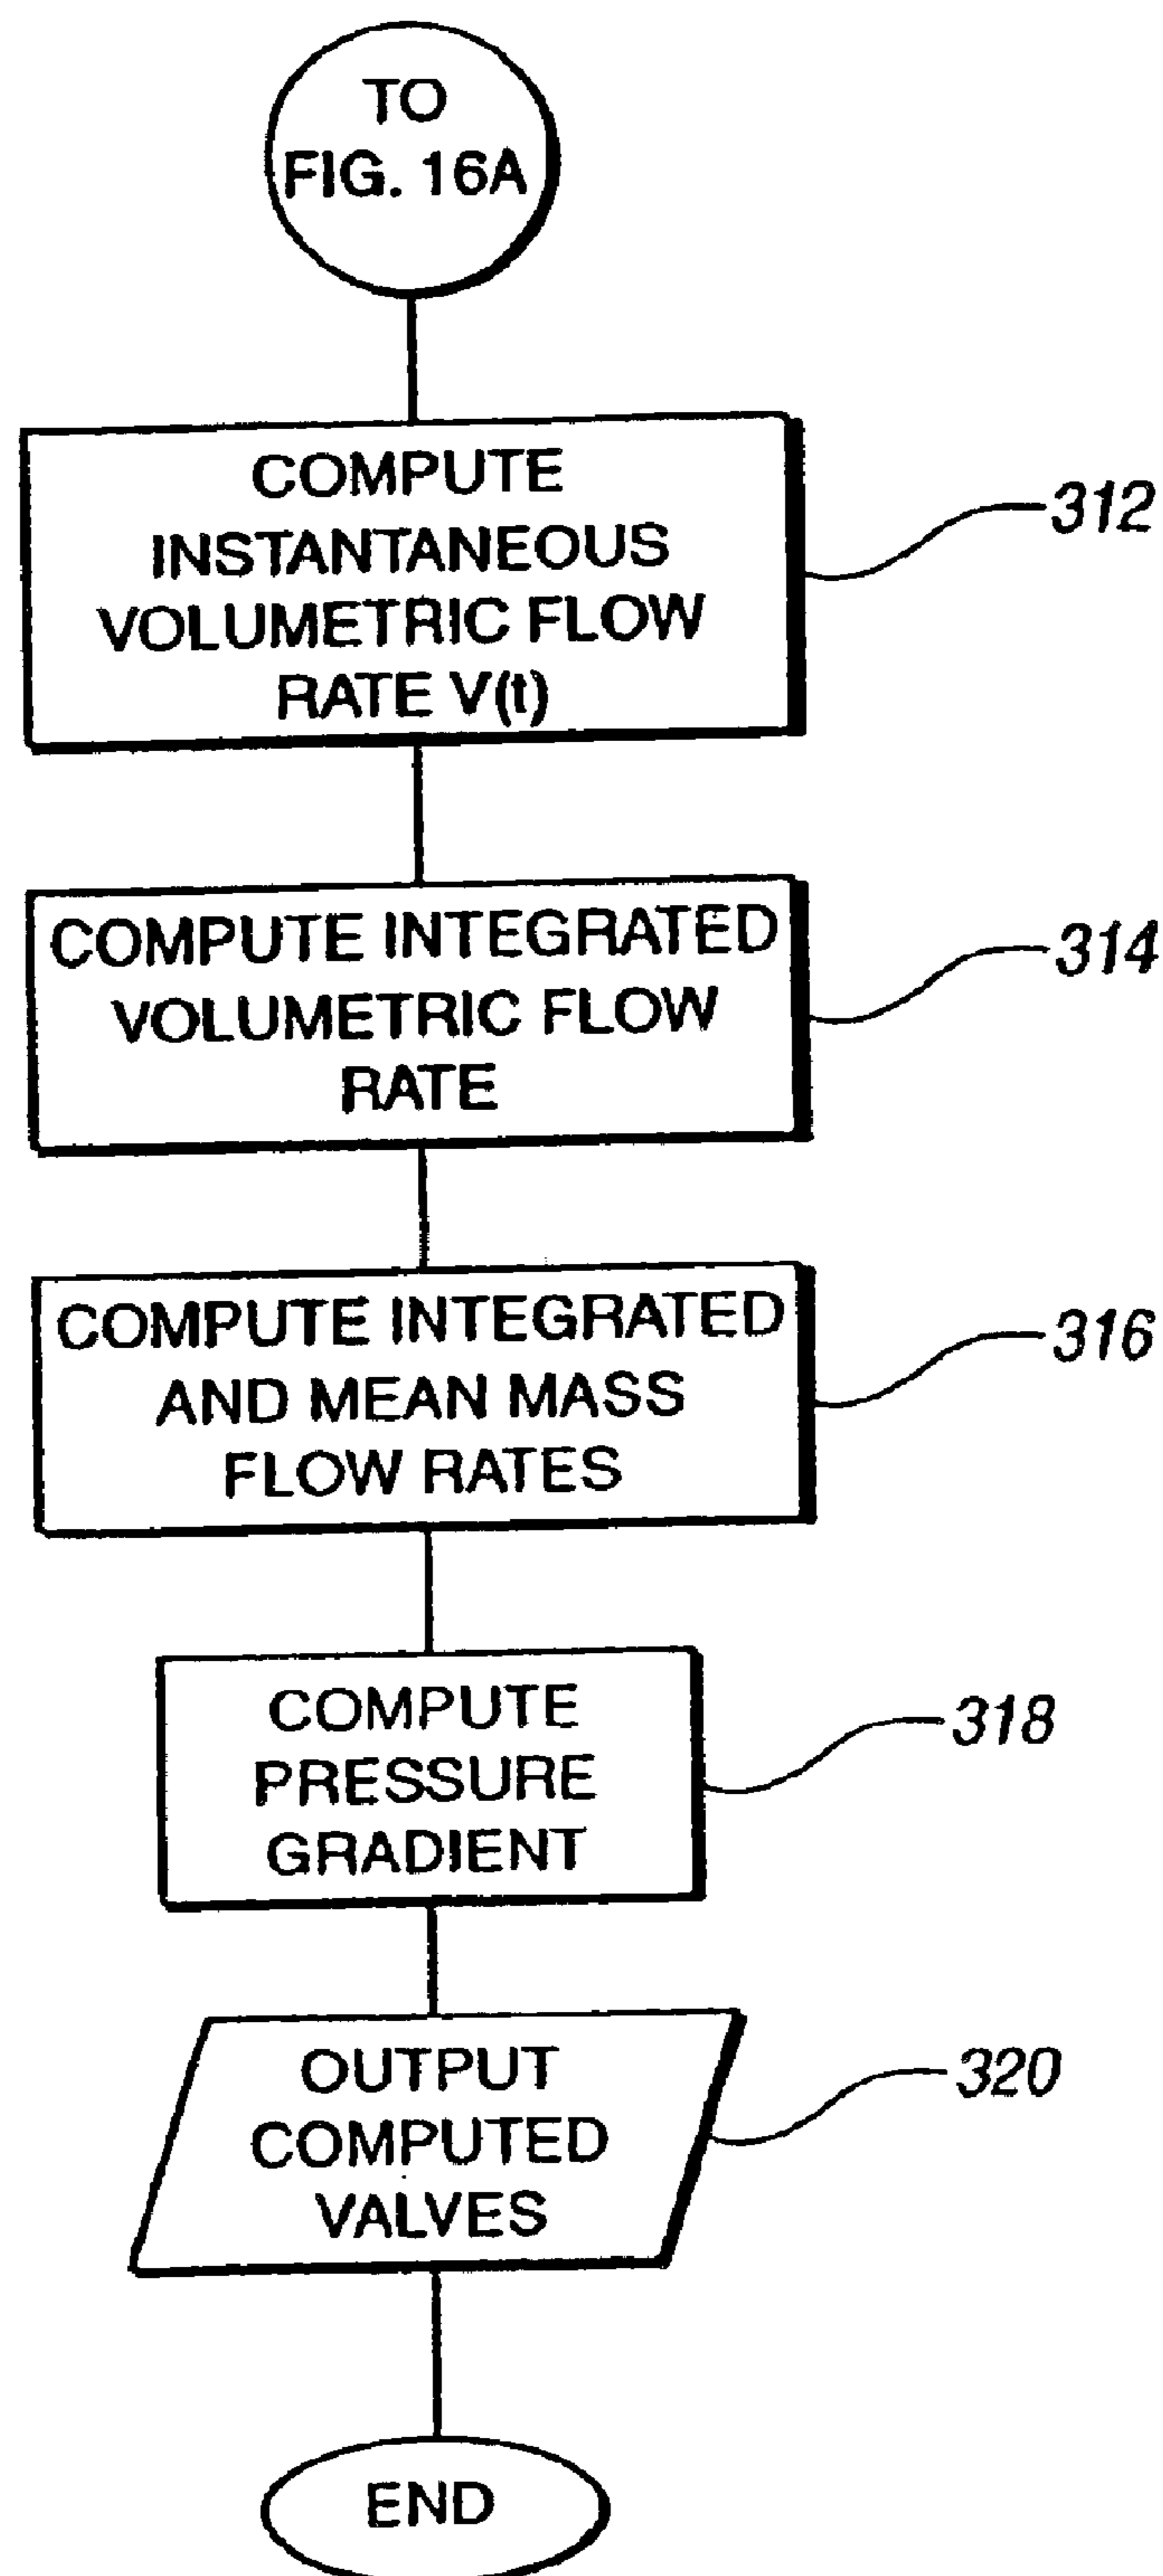 TO
FIG. 16A
COMPUTE
INSTANTANEOUS
VOLUMETRIC FLOW
RATE V(t)
312
COMPUTE INTEGRATED
VOLUMETRIC FLOW
RATE
314
COMPUTE INTEGRATED
AND MEAN MASS
FLOW RATES
316
COMPUTE
PRESSURE
GRADIENT
318
OUTPUT
COMPUTED
VALVES
320
END